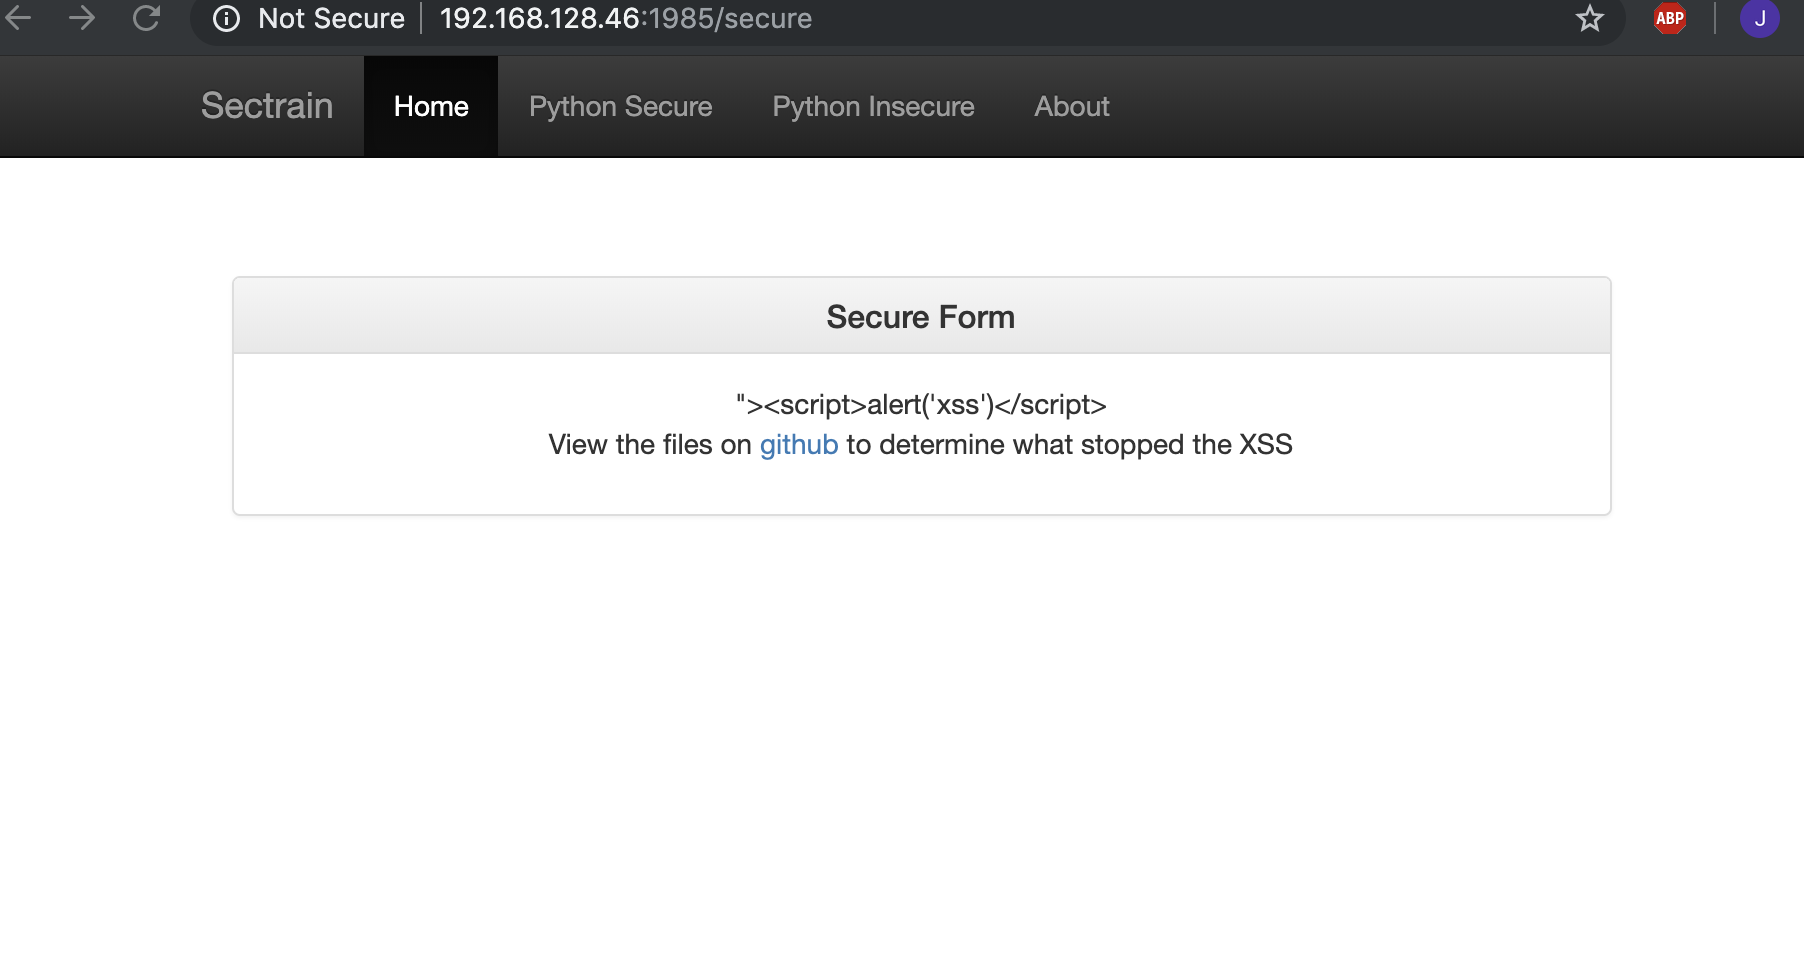 Not Secure | 192.168.128.46:1985/secure ABP J
Sectrain Home Python Secure Python Insecure About
Secure Form
"><script>alert('xss')</script>
View the files on github to determine what stopped the XSS